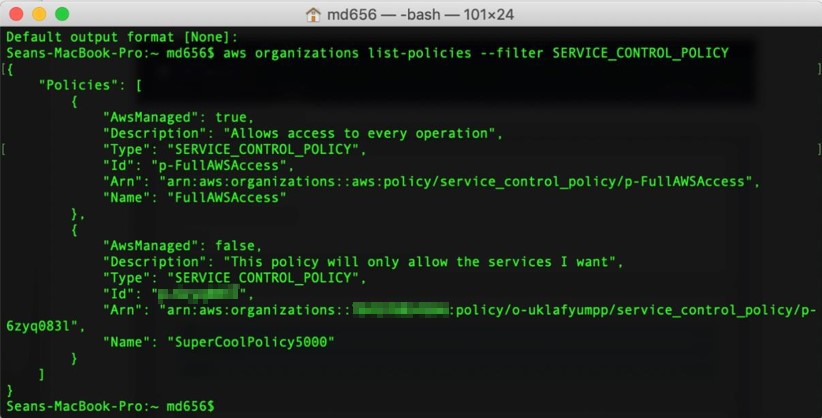 md656 — -bash — 101×24
Default output format [None]:
Seans-MacBook-Pro:~ md656$ aws organizations list-policies --filter SERVICE_CONTROL_POLICY
[{                                                                                                   ]
    "Policies": [
        {
            "AwsManaged": true,
            "Description": "Allows access to every operation",
[           "Type": "SERVICE_CONTROL_POLICY",                                                        ]
            "Id": "p-FullAWSAccess",
            "Arn": "arn:aws:organizations::aws:policy/service_control_policy/p-FullAWSAccess",
            "Name": "FullAWSAccess"
        },
        {
            "AwsManaged": false,
            "Description": "This policy will only allow the services I want",
            "Type": "SERVICE_CONTROL_POLICY",
            "Id": "",
            "Arn": "arn:aws:organizations:::policy/o-uklafyumpp/service_control_policy/p-
6zyq083l",
            "Name": "SuperCoolPolicy5000"
        }
    ]
}
Seans-MacBook-Pro:~ md656$